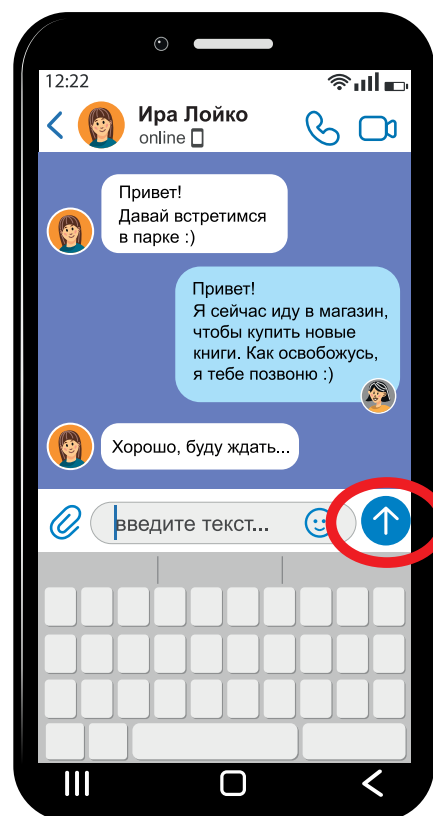 12:22
Ира Лойко
online
Привет!
Давай встретимся
в парке :)
Привет!
Я сейчас иду в магазин,
чтобы купить новые
книги. Как освобожусь,
я тебе позвоню :)
Хорошо, буду ждать...
введите текст...